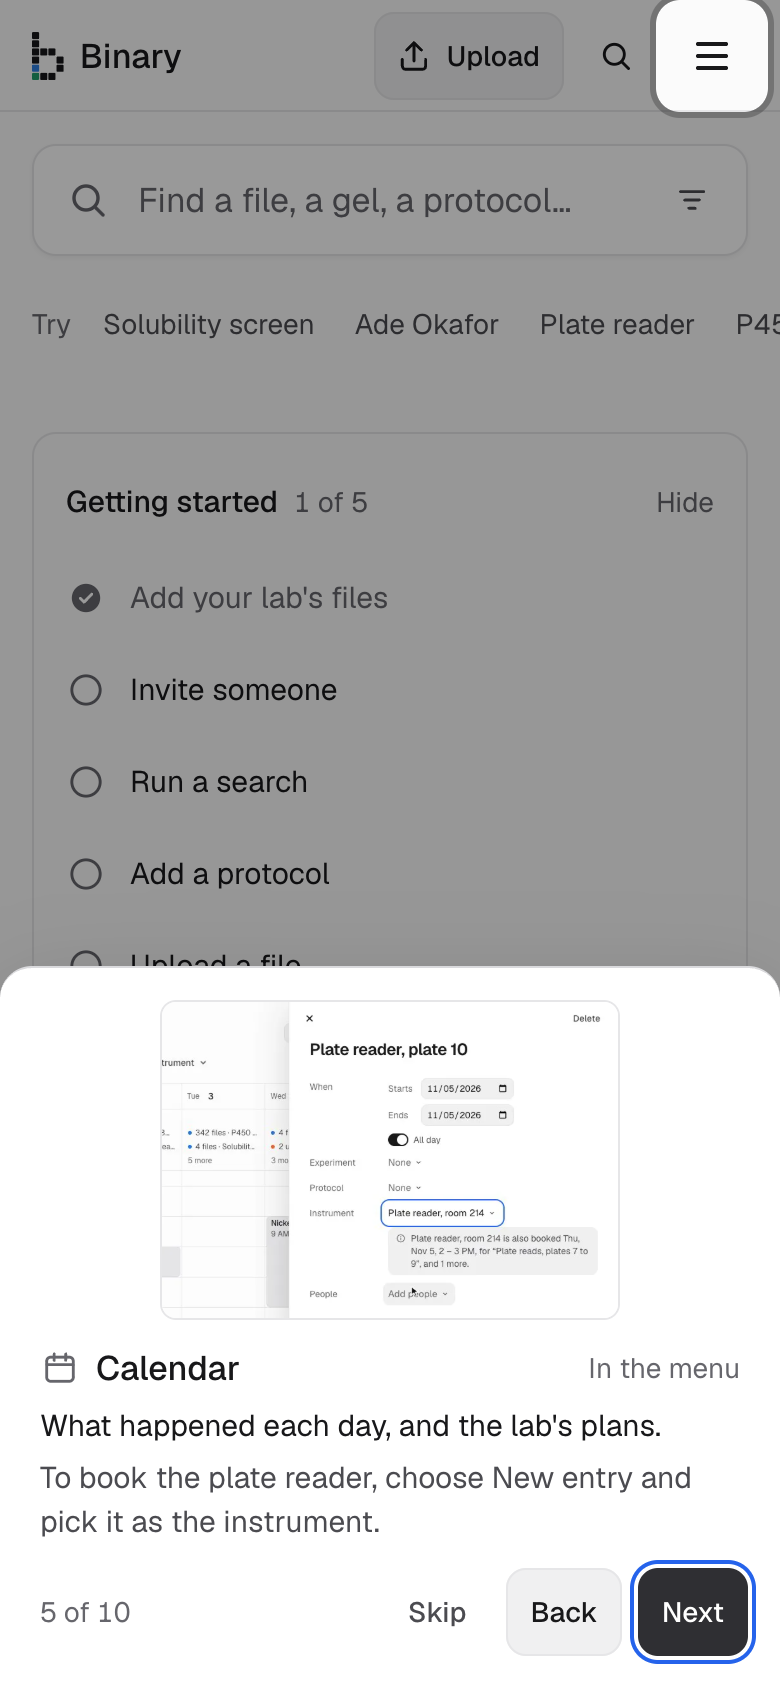 Binary
Upload
Find a file, a gel, a protocol...
Try Solubility screen Ade Okafor Plate reader P45
Getting started 1 of 5 Hide
Add your lab's files
Invite someone
Run a search
Add a protocol
Upload a file
Delete
Plate reader, plate 10
trument
When Starts 11/05/2026
Tue 3 Wed
Ends 11/05/2026
342 files · P450 ...
All day
4 files · Solubilit...
5 more
Experiment None
Protocol None
Instrument Plate reader, room 214
9 AM
Plate reader, room 214 is also booked Thu,
Nov 5, 2 – 3 PM, for “Plate reads, plates 7 to
9”, and 1 more.
People Add people
Calendar In the menu
What happened each day, and the lab's plans.
To book the plate reader, choose New entry and
pick it as the instrument.
5 of 10 Skip Back Next